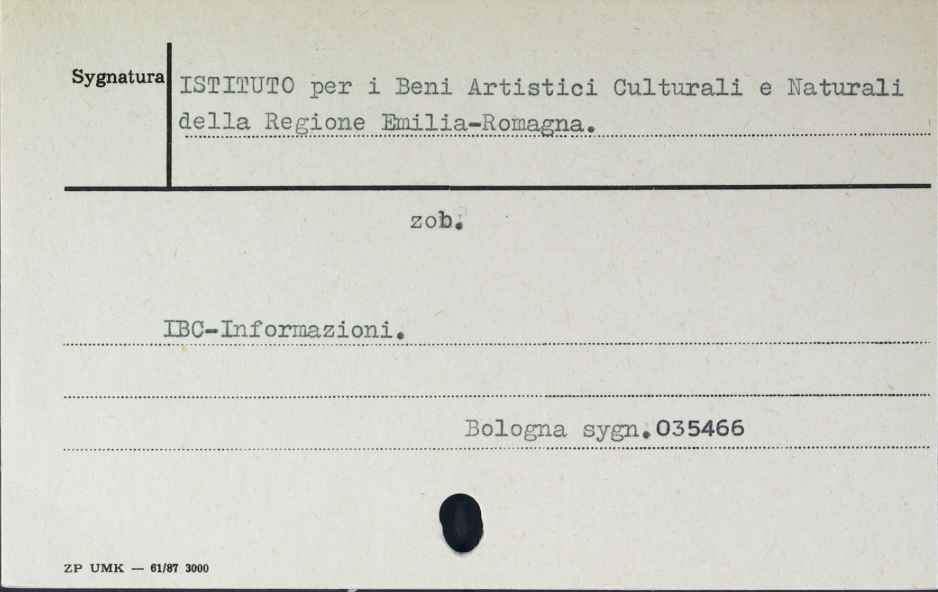 Sygnatura
ISTITUTO per i Beni Artistici Culturali e Naturali
della Regione Emilia-Romagna.
zob.
IBC-Informazioni.
Bologna sygn.035466
ZP UMK — 61/87 3000